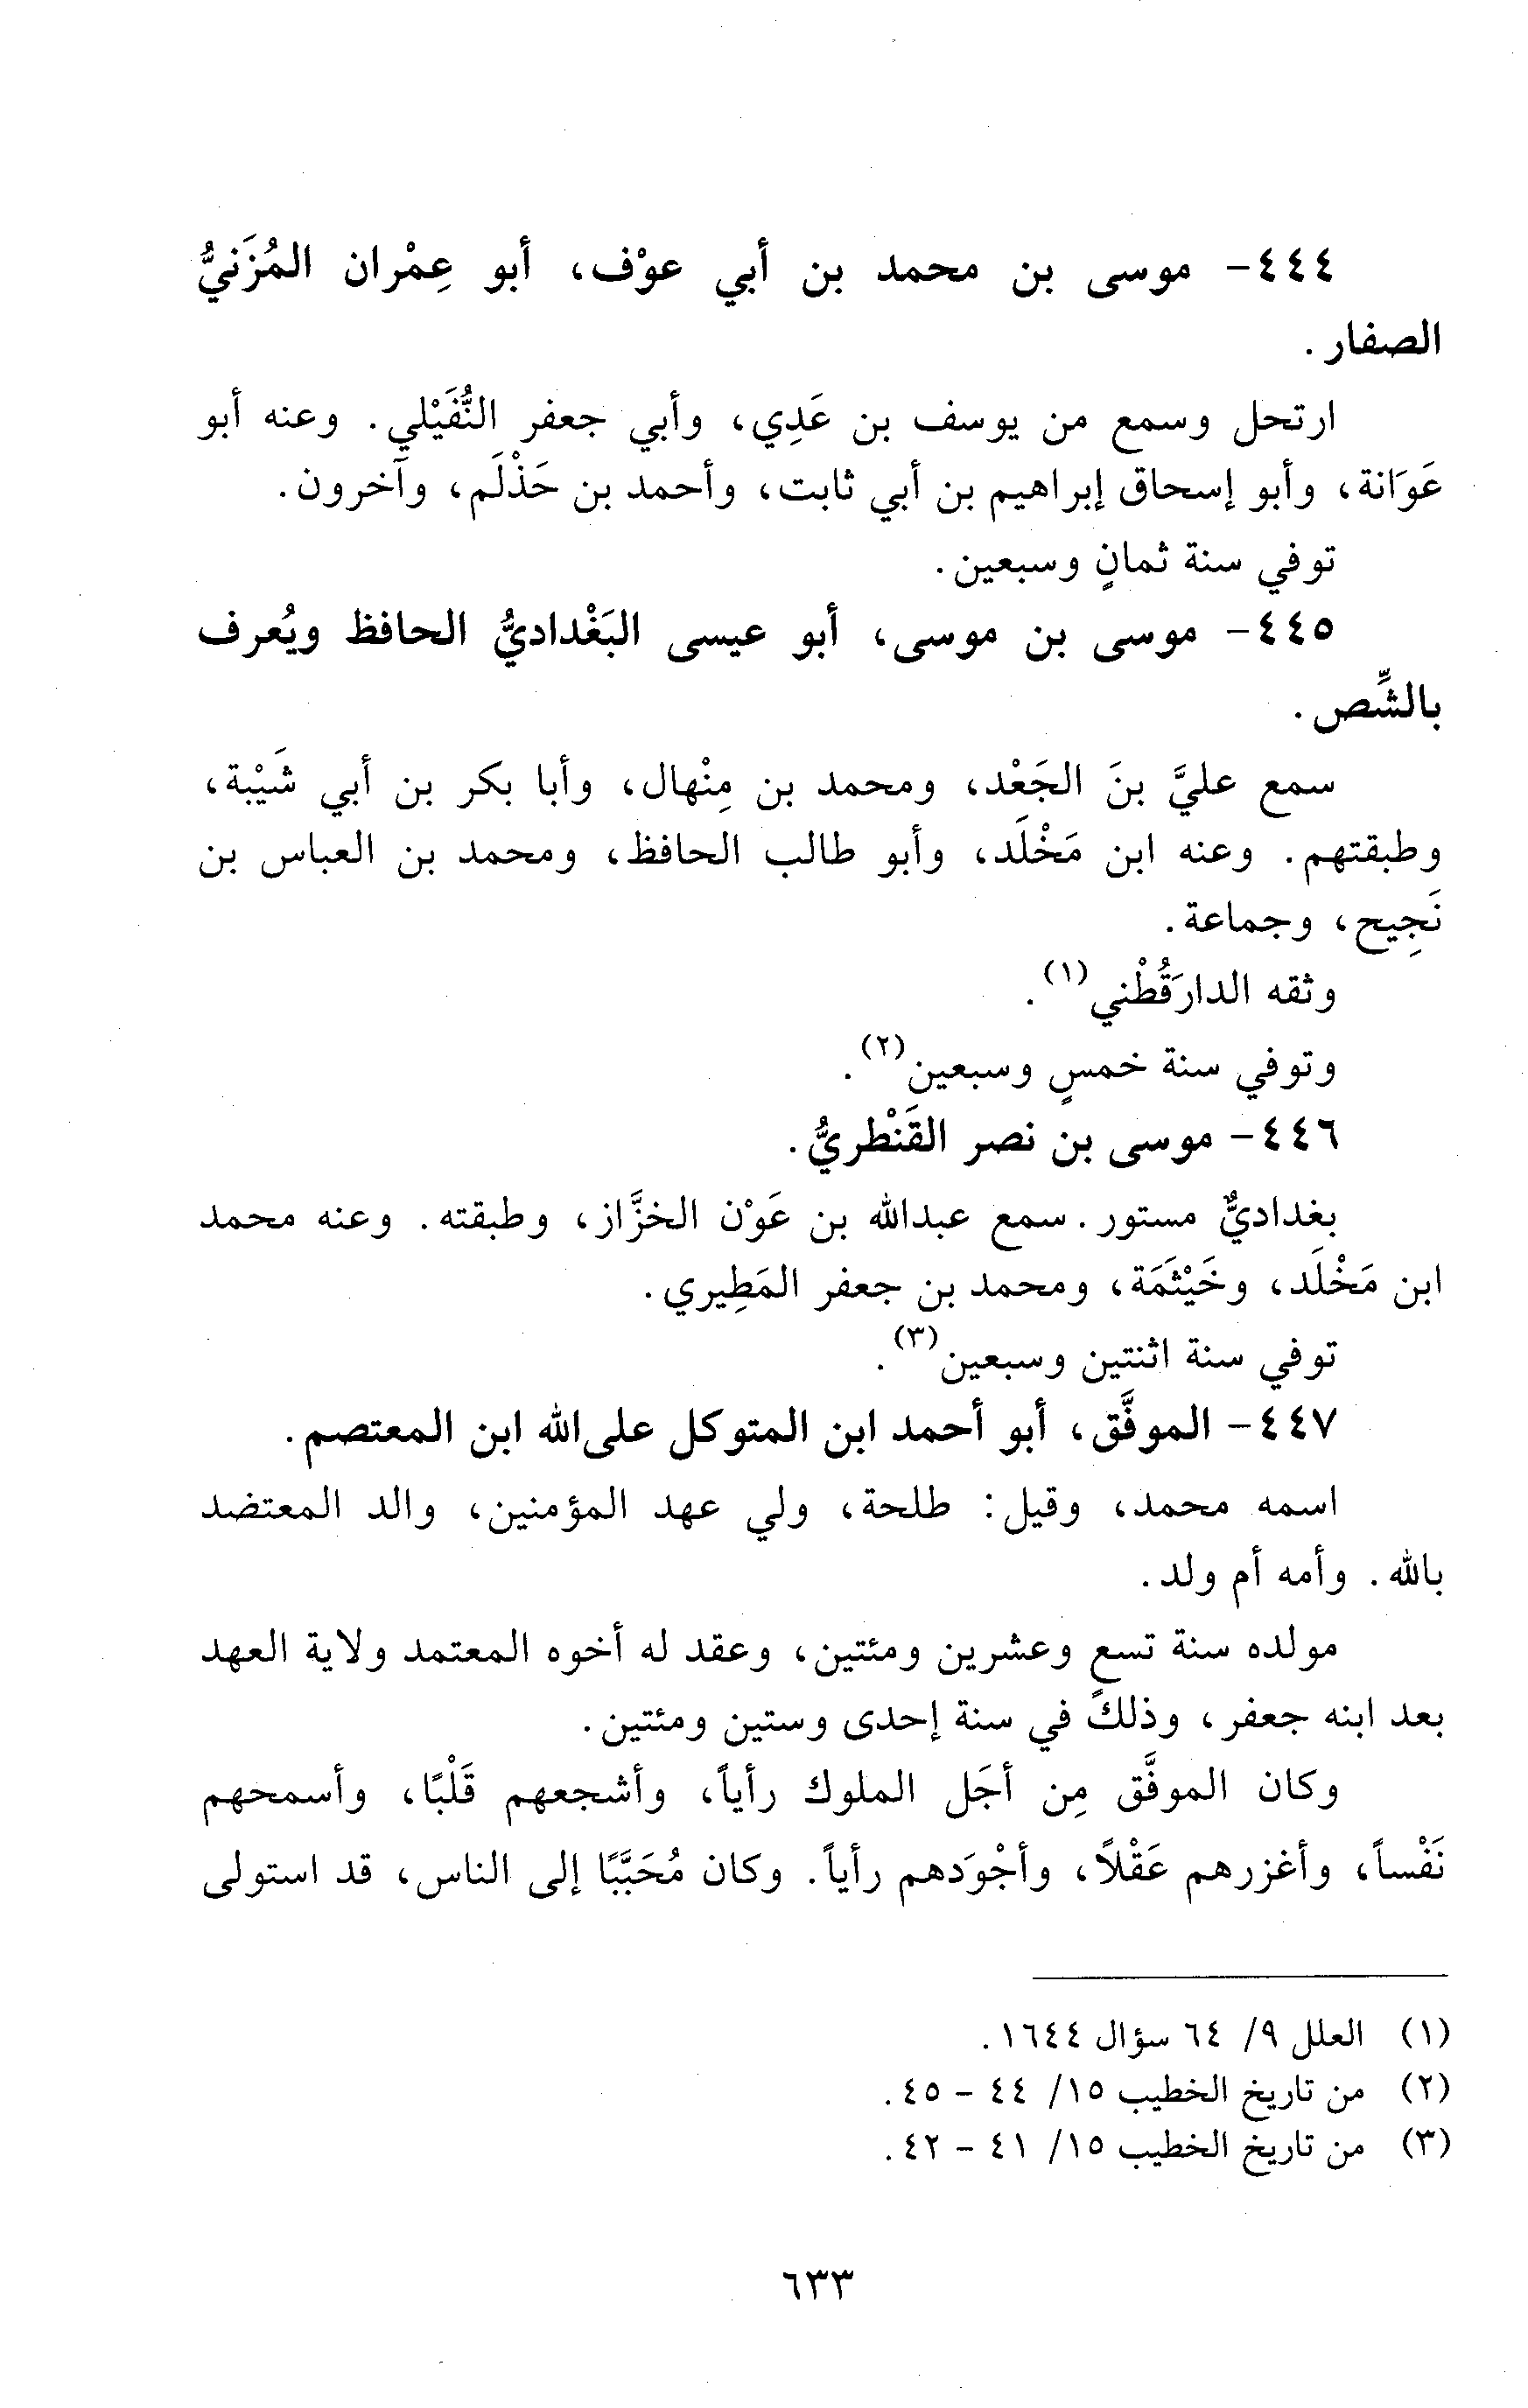 ٤٤٤- موسى بن محمد بن أبي عوْف، أبو عِمْران المُزَنيُّ
الصفار.
ارتحل وسمع من يوسف بن عَدِي، وأبي جعفر النُّفَيْلي. وعنه أبو
عَوَانة، وأبو إسحاق إبراهيم بن أبي ثابت، وأحمد بن حَذْلَم، وآخرون.
توفي سنة ثمانٍ وسبعين.
٤٤٥- موسى بن موسى، أبو عيسى البَغْداديُّ الحافظ ويُعرف
بالشِّص.
سمع عليَّ بنَ الجَعْد، ومحمد بن مِنْهال، وأبا بكر بن أبي شَيْبة،
وطبقتهم. وعنه ابن مَخْلَد، وأبو طالب الحافظ، ومحمد بن العباس بن
نَجِيح، وجماعة.
وثقه الدارَقُطْني(١).
وتوفي سنة خمسٍ وسبعين(٢).
٤٤٦- موسى بن نصر القَنْطريُّ.
بغداديٌّ مستور. سمع عبدالله بن عَوْن الخزَّاز، وطبقته. وعنه محمد
ابن مَخْلَد، وخَيْثَمَة، ومحمد بن جعفر المَطِيري.
توفي سنة اثنتين وسبعين(٣).
٤٤٧- الموفَّق، أبو أحمد ابن المتوكل على الله ابن المعتصم.
اسمه محمد، وقيل: طلحة، ولي عهد المؤمنين، والد المعتضد
بالله. وأمه أم ولد.
مولده سنة تسعٍ وعشرين ومئتين، وعقد له أخوه المعتمد ولاية العهد
بعد ابنه جعفر، وذلك في سنة إحدى وستين ومئتين.
وكان الموفَّق مِن أجَل الملوك رأياً، وأشجعهم قَلْبًا، وأسمحهم
نَفْساً، وأغزرهم عَقْلاً، وأجْوَدهم رأياً. وكان مُحَبَّبًا إلى الناس، قد استولى
(١) العلل ٩/ ٦٤ سؤال ١٦٤٤.
(٢) من تاريخ الخطيب ١٥/ ٤٤ - ٤٥.
(٣) من تاريخ الخطيب ١٥/ ٤١ - ٤٢.
٦٣٣